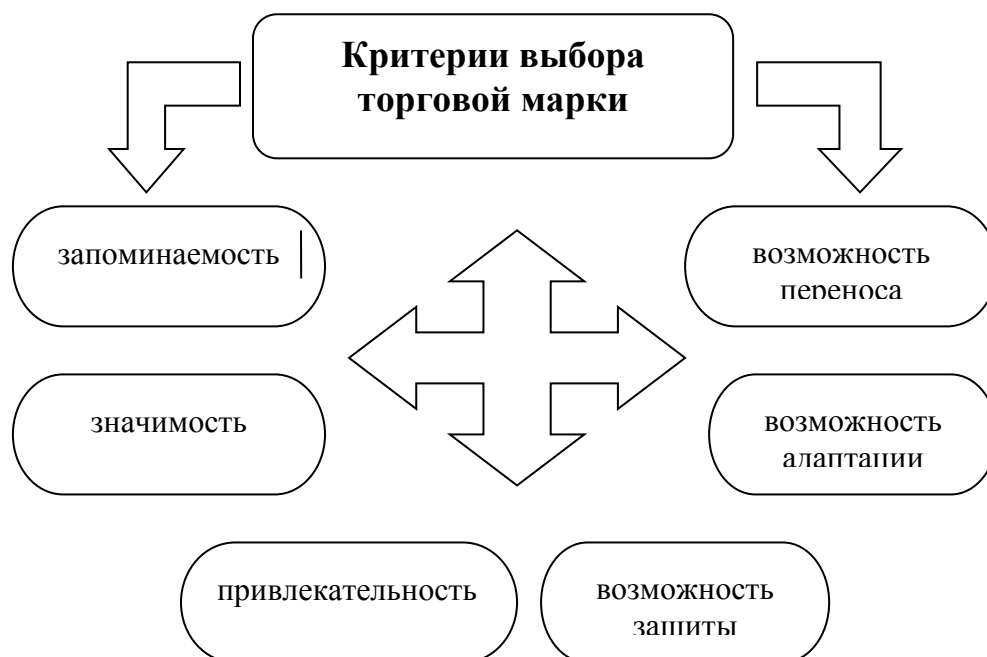 Критерии выбора
торговой марки
запоминаемость
возможность
переноса
значимость
возможность
адаптации
привлекательность
возможность
защиты